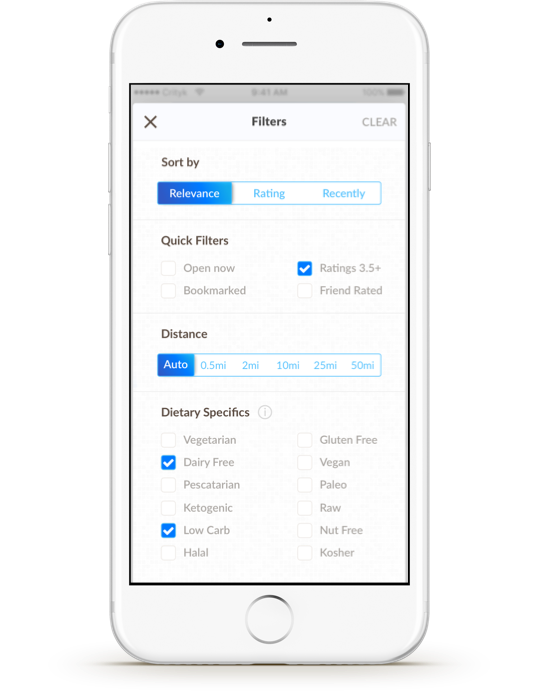 9:41 AM
100%
Filters
CLEAR
Sort by
Relevance Rating Recently
Quick Filters
Open now Ratings 3.5+
Bookmarked Friend Rated
Distance
Auto 0.5mi 2mi 10mi 25mi 50mi
Dietary Specifics
Vegetarian Gluten Free
Dairy Free Vegan
Pescatarian Paleo
Ketogenic Raw
Low Carb Nut Free
Halal Kosher